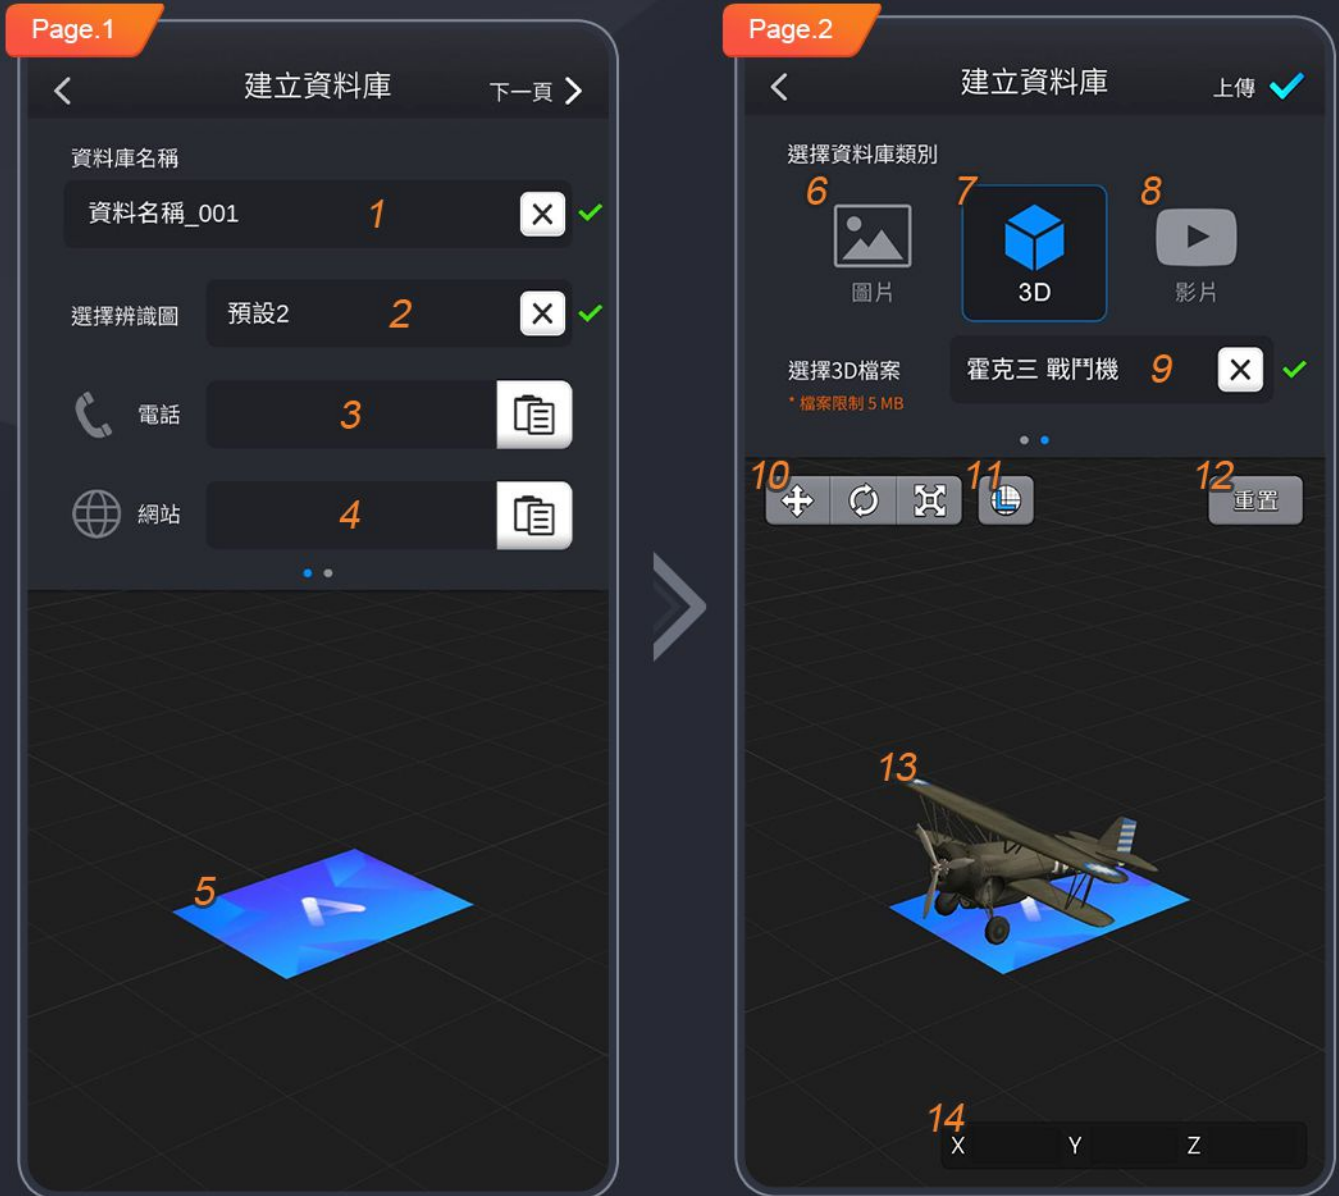 Page.1
建立資料庫
下一頁
資料庫名稱
資料名稱_001
1
選擇辨識圖
預設2
2
電話
3
網站
4
5
Page.2
建立資料庫
上傳
選擇資料庫類別
6
7
8
圖片
3D
影片
選擇3D檔案
霍克三 戰鬥機
9
* 檔案限制 5 MB
10
11
12
重置
13
14
X Y Z